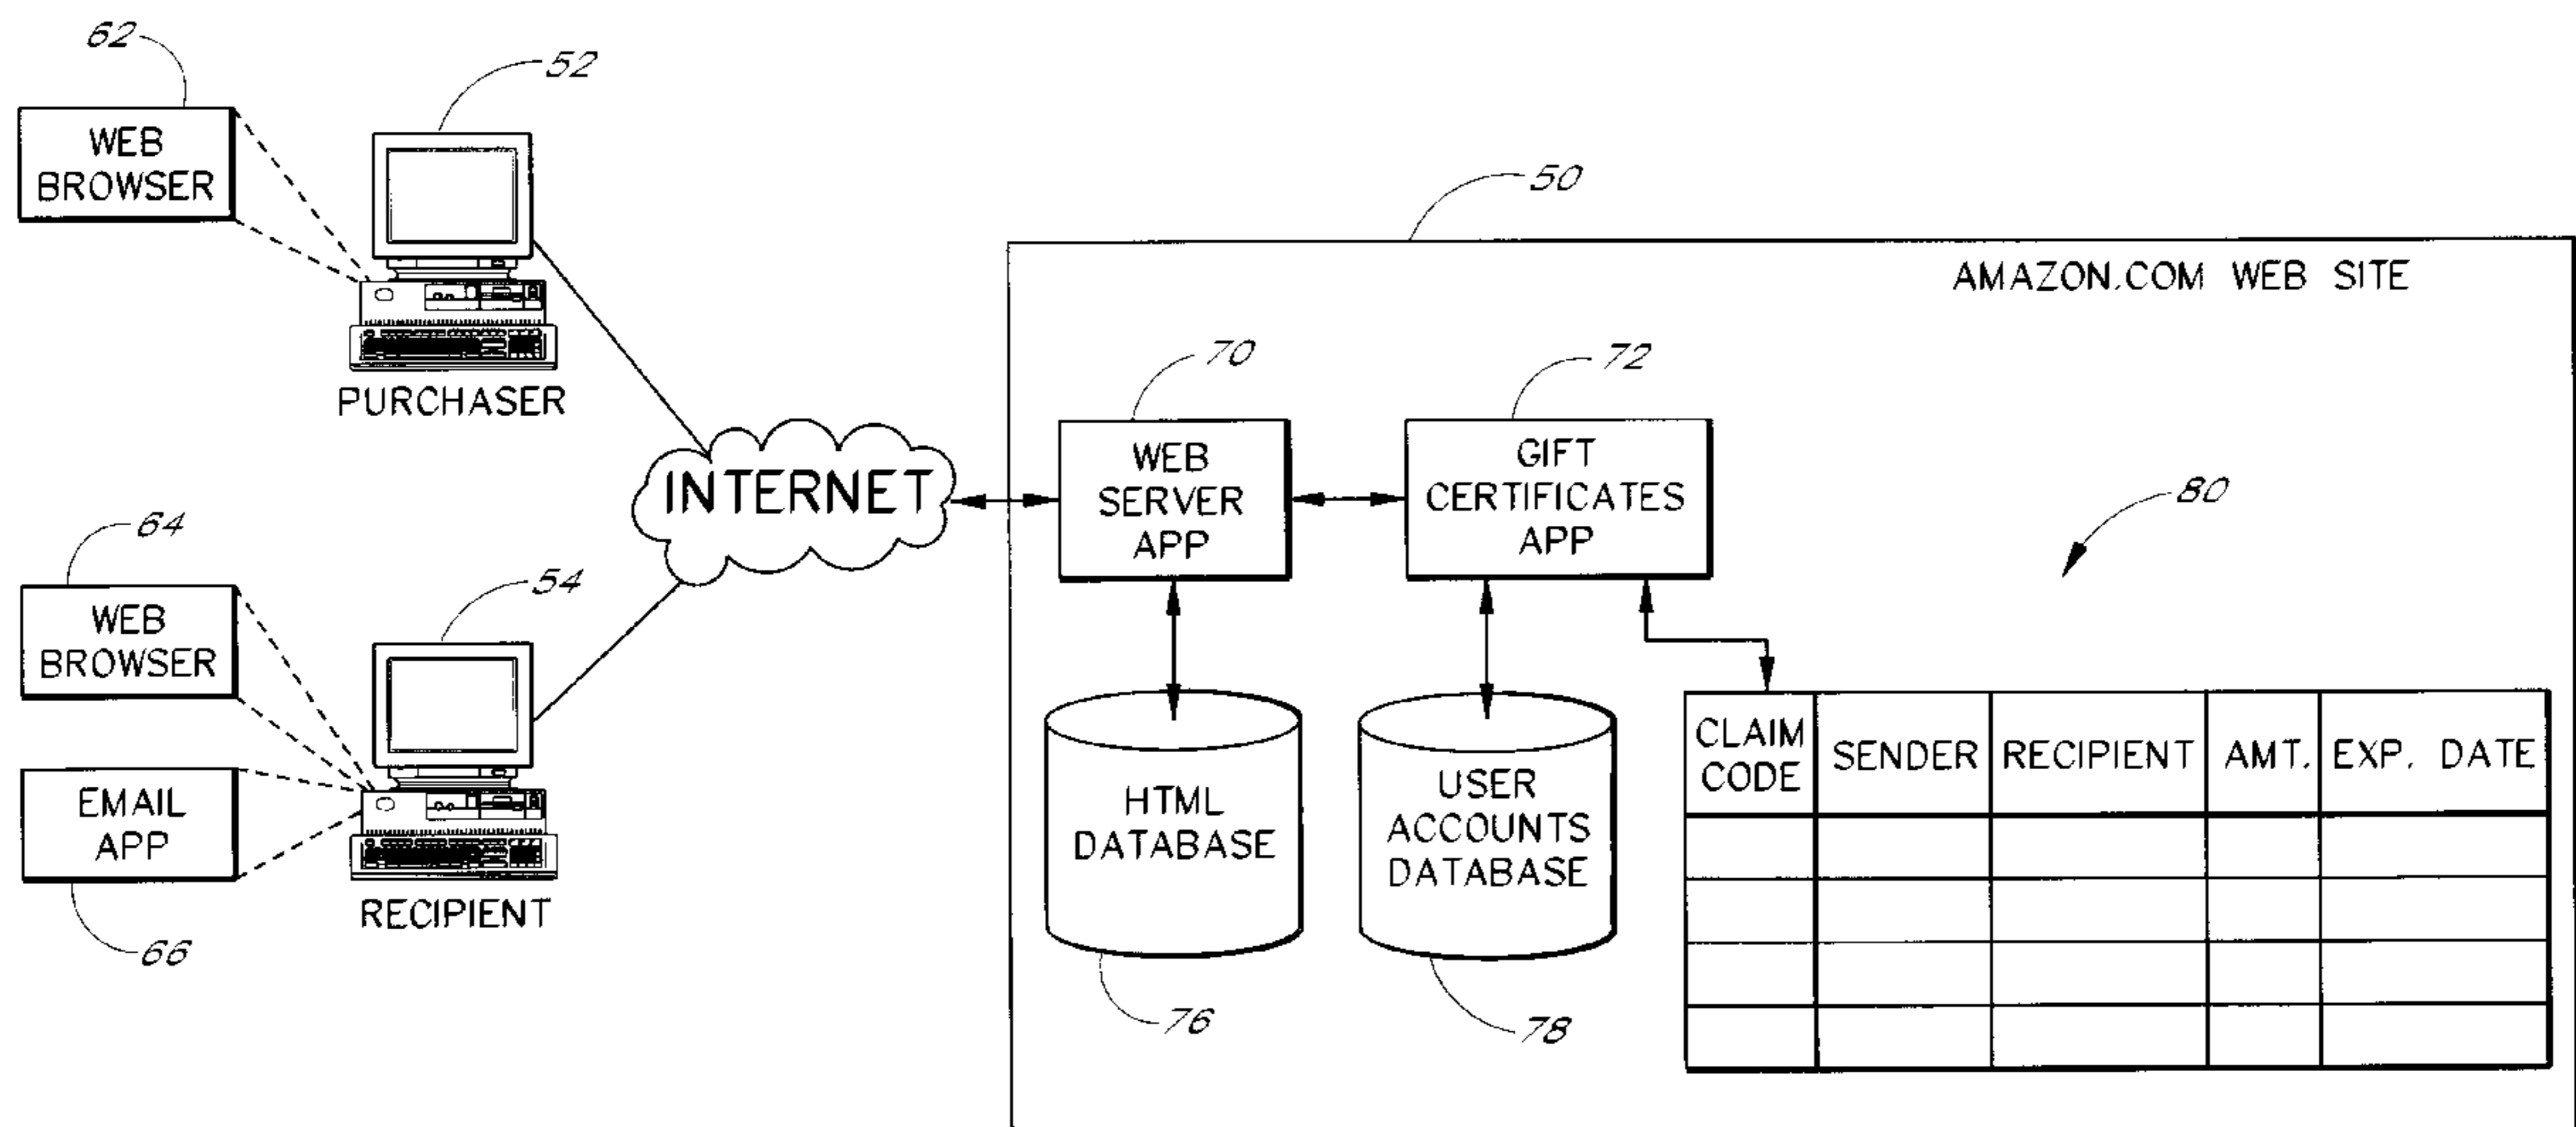 62
52
WEB
BROWSER
PURCHASER
64
54
WEB
BROWSER
EMAIL
APP
66
RECIPIENT
INTERNET
50
AMAZON.COM WEB SITE
70
72
WEB
SERVER
APP
GIFT
CERTIFICATES
APP
80
HTML
DATABASE
76
USER
ACCOUNTS
DATABASE
78
CLAIM
CODE
SENDER
RECIPIENT
AMT.
EXP. DATE